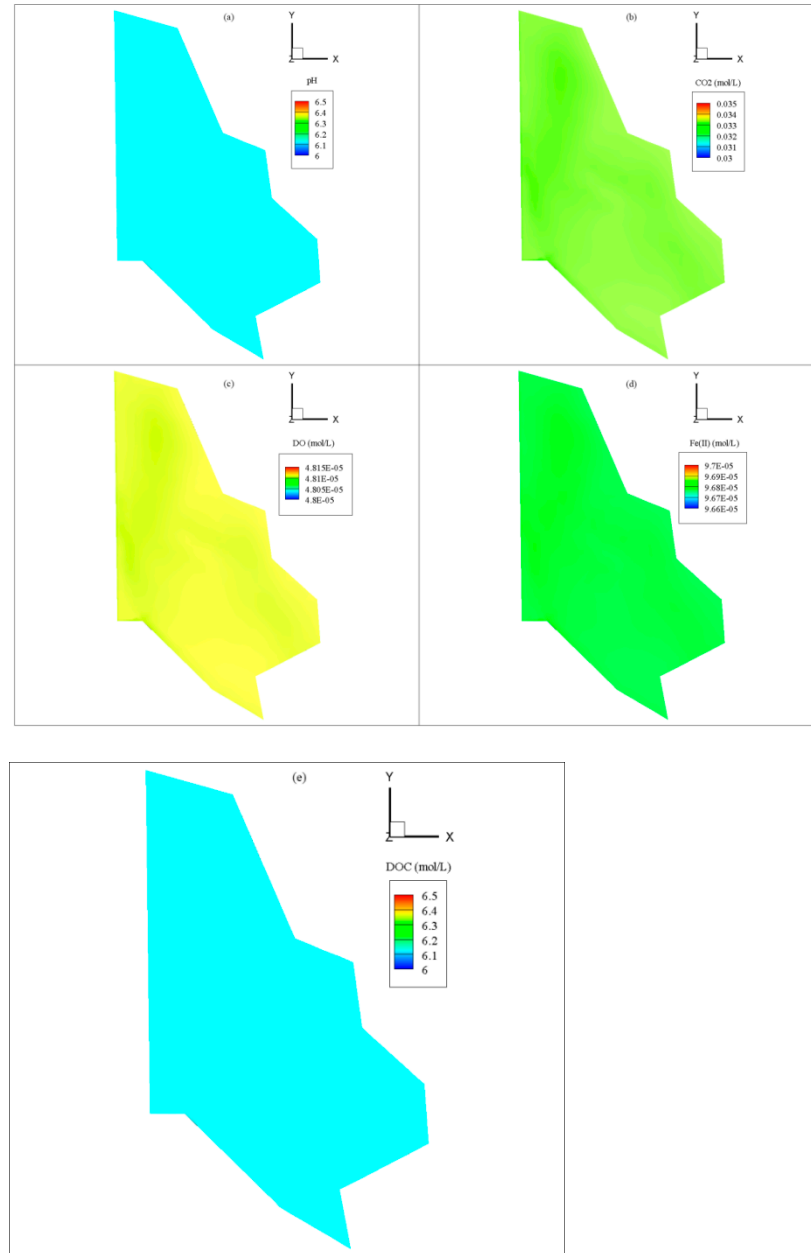 (a)
Y
Z X
pH
6.5
6.4
6.3
6.2
6.1
6
(b)
Y
Z X
CO2 (mol/L)
0.035
0.034
0.033
0.032
0.031
0.03
(c)
Y
Z X
DO (mol/L)
4.815E-05
4.81E-05
4.805E-05
4.8E-05
(d)
Y
Z X
Fe(II) (mol/L)
9.7E-05
9.69E-05
9.68E-05
9.67E-05
9.66E-05
(e)
Y
Z X
DOC (mol/L)
6.5
6.4
6.3
6.2
6.1
6